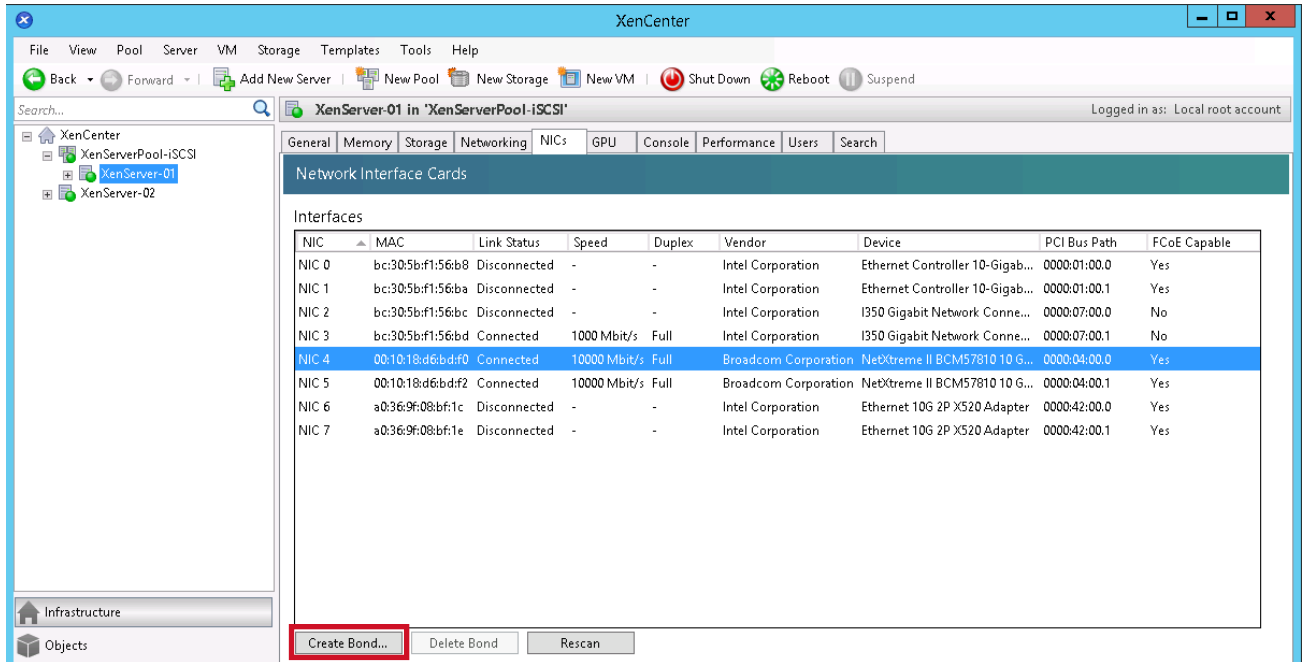 XenCenter
File View Pool Server VM Storage Templates Tools Help
Back Forward Add New Server New Pool New Storage New VM Shut Down Reboot Suspend
Search... XenServer-01 in 'XenServerPool-iSCSI' Logged in as: Local root account
XenCenter
XenServerPool-iSCSI
XenServer-01
XenServer-02
General Memory Storage Networking NICs GPU Console Performance Users Search
Network Interface Cards
Interfaces
NIC MAC Link Status Speed Duplex Vendor Device PCI Bus Path FCoE Capable
NIC 0 bc:30:5b:f1:56:b8 Disconnected - - Intel Corporation Ethernet Controller 10-Gigab... 0000:01:00.0 Yes
NIC 1 bc:30:5b:f1:56:ba Disconnected - - Intel Corporation Ethernet Controller 10-Gigab... 0000:01:00.1 Yes
NIC 2 bc:30:5b:f1:56:bc Disconnected - - Intel Corporation I350 Gigabit Network Conne... 0000:07:00.0 No
NIC 3 bc:30:5b:f1:56:bd Connected 1000 Mbit/s Full Intel Corporation I350 Gigabit Network Conne... 0000:07:00.1 No
NIC 4 00:10:18:d6:bd:f0 Connected 10000 Mbit/s Full Broadcom Corporation NetXtreme II BCM57810 10 G... 0000:04:00.0 Yes
NIC 5 00:10:18:d6:bd:f2 Connected 10000 Mbit/s Full Broadcom Corporation NetXtreme II BCM57810 10 G... 0000:04:00.1 Yes
NIC 6 a0:36:9f:08:bf:1c Disconnected - - Intel Corporation Ethernet 10G 2P X520 Adapter 0000:42:00.0 Yes
NIC 7 a0:36:9f:08:bf:1e Disconnected - - Intel Corporation Ethernet 10G 2P X520 Adapter 0000:42:00.1 Yes
Infrastructure
Objects
Create Bond... Delete Bond Rescan